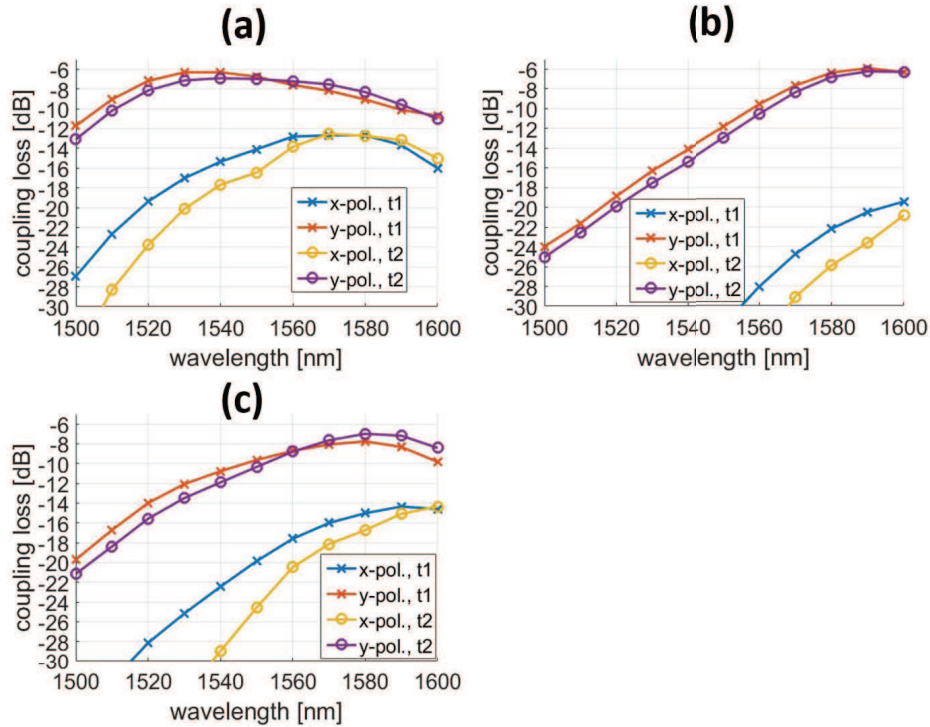 (a)
coupling loss [dB]
-6
-8
-10
-12
-14
-16
-18
-20
-22
-24
-26
-28
-30
x-pol., t1
y-pol., t1
x-pol., t2
y-pol., t2
1500 1520 1540 1560 1580 1600
wavelength [nm]
(b)
coupling loss [dB]
-6
-8
-10
-12
-14
-16
-18
-20
-22
-24
-26
-28
-30
x-pol., t1
y-pol., t1
x-pol., t2
y-pol., t2
1500 1520 1540 1560 1580 1600
wavelength [nm]
(c)
coupling loss [dB]
-6
-8
-10
-12
-14
-16
-18
-20
-22
-24
-26
-28
-30
x-pol., t1
y-pol., t1
x-pol., t2
y-pol., t2
1500 1520 1540 1560 1580 1600
wavelength [nm]